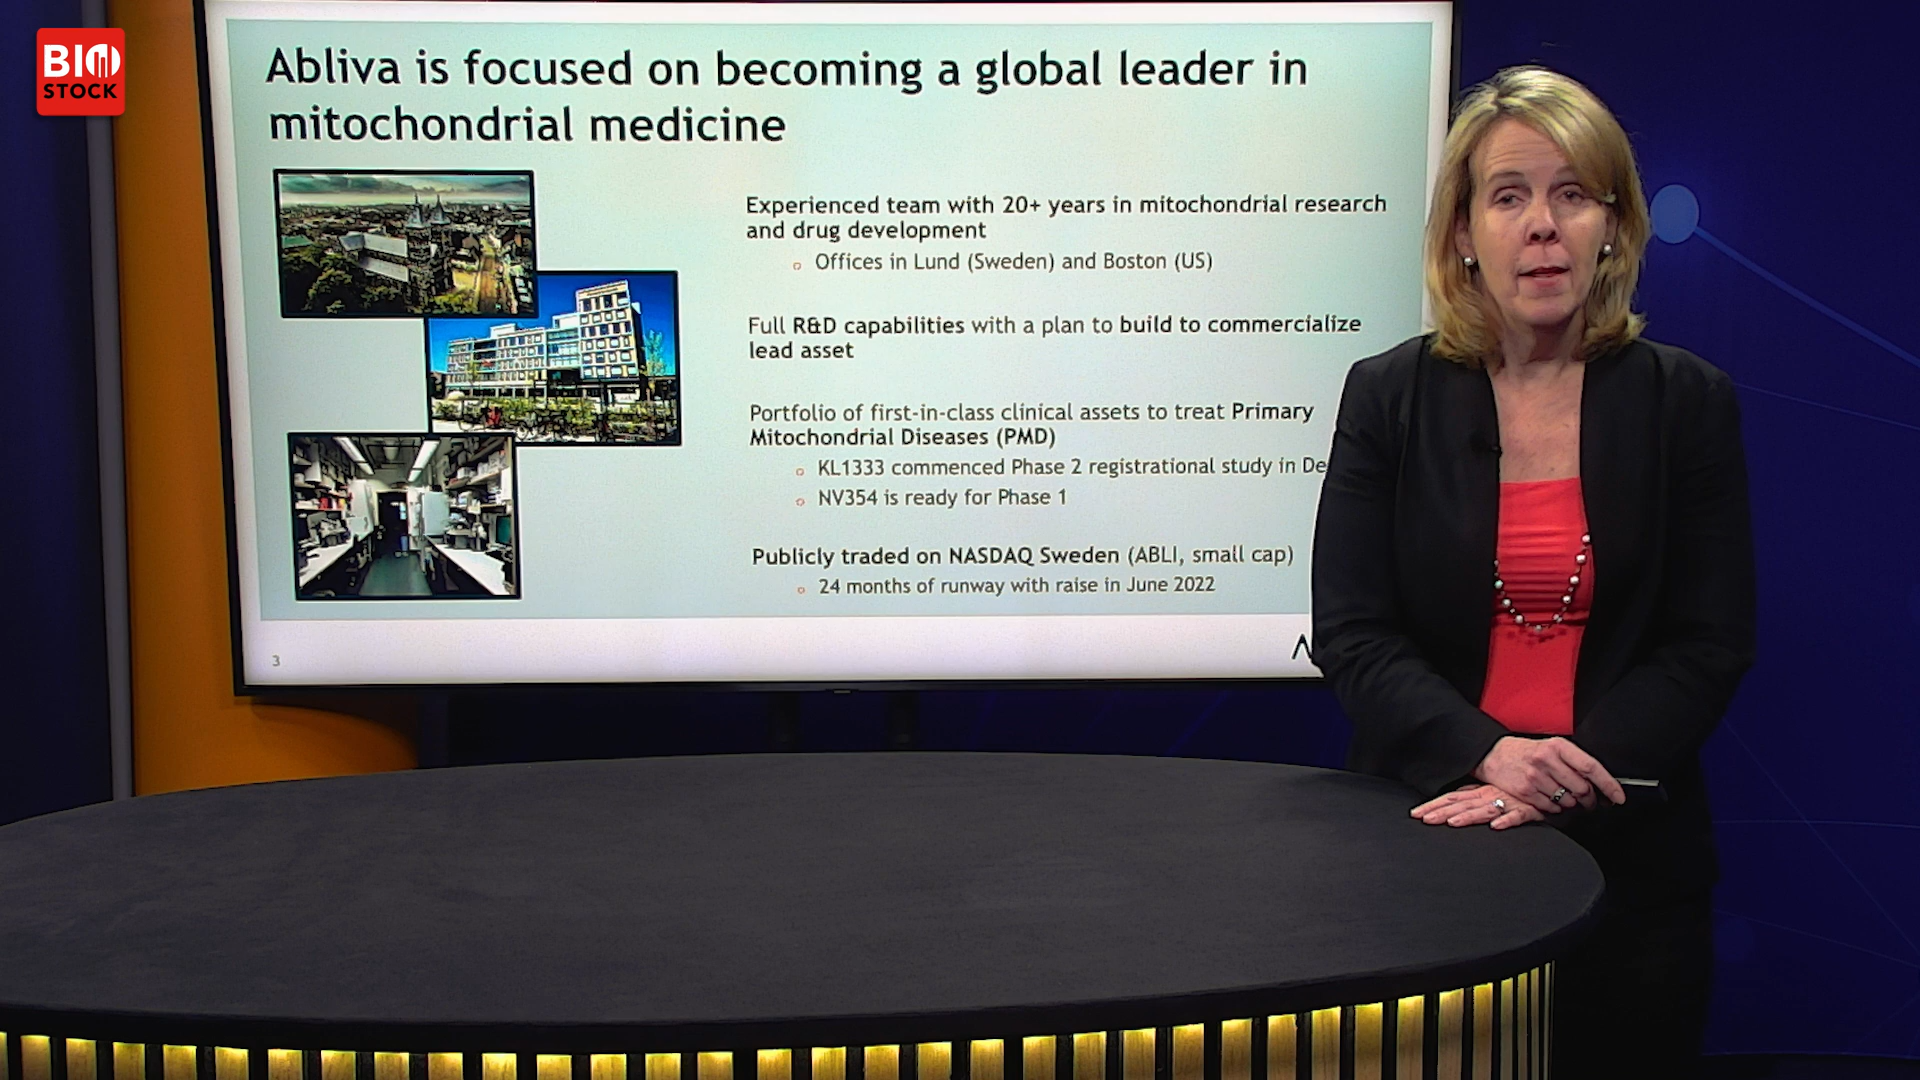 BIO
STOCK
Abliva is focused on becoming a global leader in
mitochondrial medicine
Experienced team with 20+ years in mitochondrial research
and drug development
Offices in Lund (Sweden) and Boston (US)
Full R&D capabilities with a plan to build to commercialize
lead asset
Portfolio of first-in-class clinical assets to treat Primary
Mitochondrial Diseases (PMD)
KL1333 commenced Phase 2 registrational study in De
NV354 is ready for Phase 1
Publicly traded on NASDAQ Sweden (ABLI, small cap)
24 months of runway with raise in June 2022
3